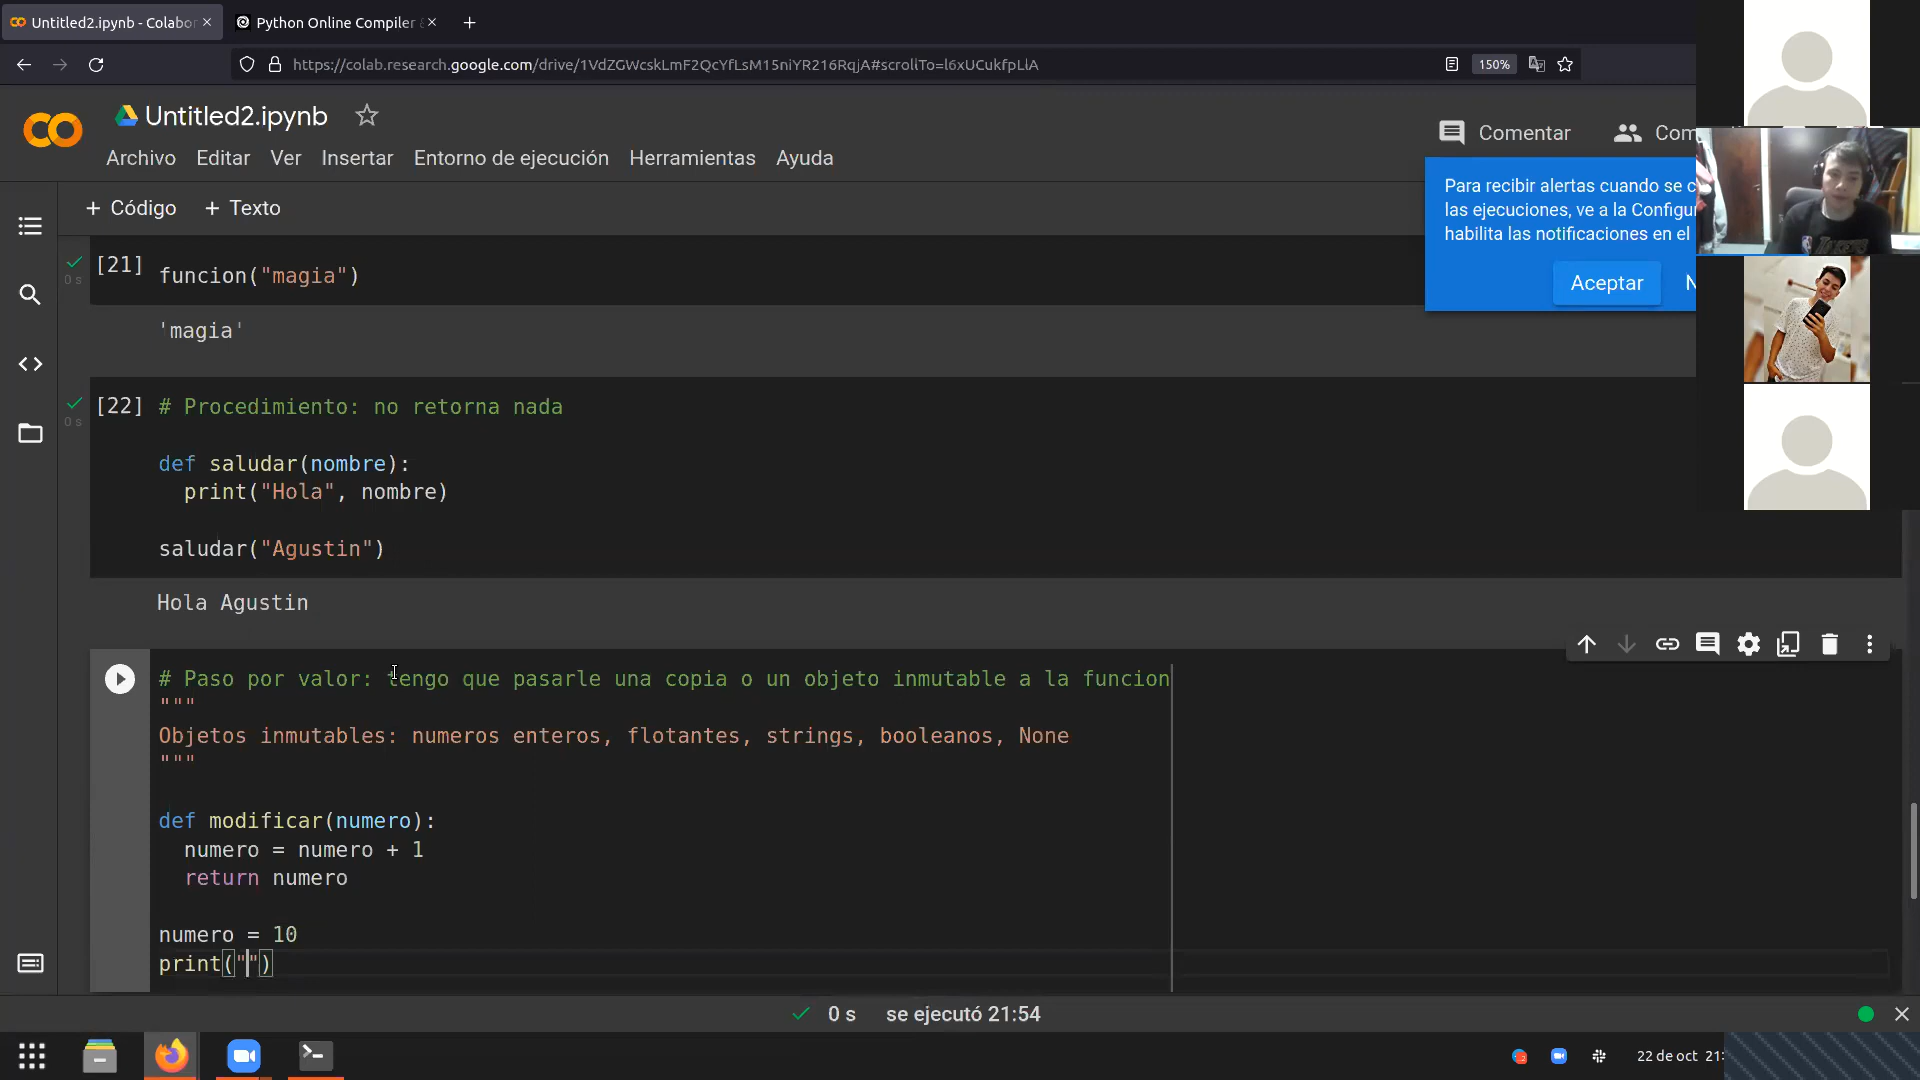 Untitled2.ipynb - Colabor
Python Online Compiler
https://colab.research.google.com/drive/1VdZGWcskLmF2QcYfLsM15niYR216RqjA#scrollTo=l6xUCukfpLlA
150%
Untitled2.ipynb
Comentar
Com
Archivo Editar Ver Insertar Entorno de ejecución Herramientas Ayuda
Para recibir alertas cuando se c
las ejecuciones, ve a la Configu
habilita las notificaciones en el
Aceptar
N
+ Código + Texto
[21] funcion("magia")
0 s
'magia'
[22] # Procedimiento: no retorna nada
0 s
def saludar(nombre):
print("Hola", nombre)
saludar("Agustin")
Hola Agustin
# Paso por valor: tengo que pasarle una copia o un objeto inmutable a la funcion
"""
Objetos inmutables: numeros enteros, flotantes, strings, booleanos, None
"""
def modificar(numero):
numero = numero + 1
return numero
numero = 10
print("")
0 s se ejecutó 21:54
22 de oct 21: